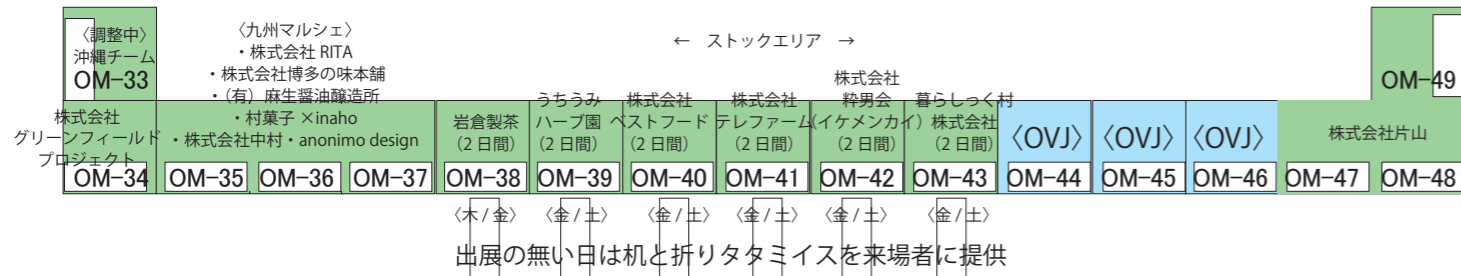 〈調整中〉
沖縄チーム
OM-33
〈九州マルシェ〉
・株式会社 RITA
・株式会社博多の味本舗
・(有) 麻生醤油醸造所
・村菓子 ×inaho
・株式会社中村・anonimo design
← ストックエリア →
OM-49
株式会社
グリーンフィールド
プロジェクト
岩倉製茶
(2 日間)
うちうみ
ハーブ園
(2 日間)
株式会社
ベストフード
(2 日間)
株式会社
テレファーム
(2 日間)
株式会社
粋男会
(イケメンカイ)
(2 日間)
暮らしっく村
株式会社
(2 日間)
〈OVJ〉
〈OVJ〉
〈OVJ〉
株式会社片山
OM-34
OM-35
OM-36
OM-37
OM-38
OM-39
OM-40
OM-41
OM-42
OM-43
OM-44
OM-45
OM-46
OM-47
OM-48
〈木 / 金〉
〈金 / 土〉
〈金 / 土〉
〈金 / 土〉
〈金 / 土〉
〈金 / 土〉
出展の無い日は机と折りタタミイスを来場者に提供